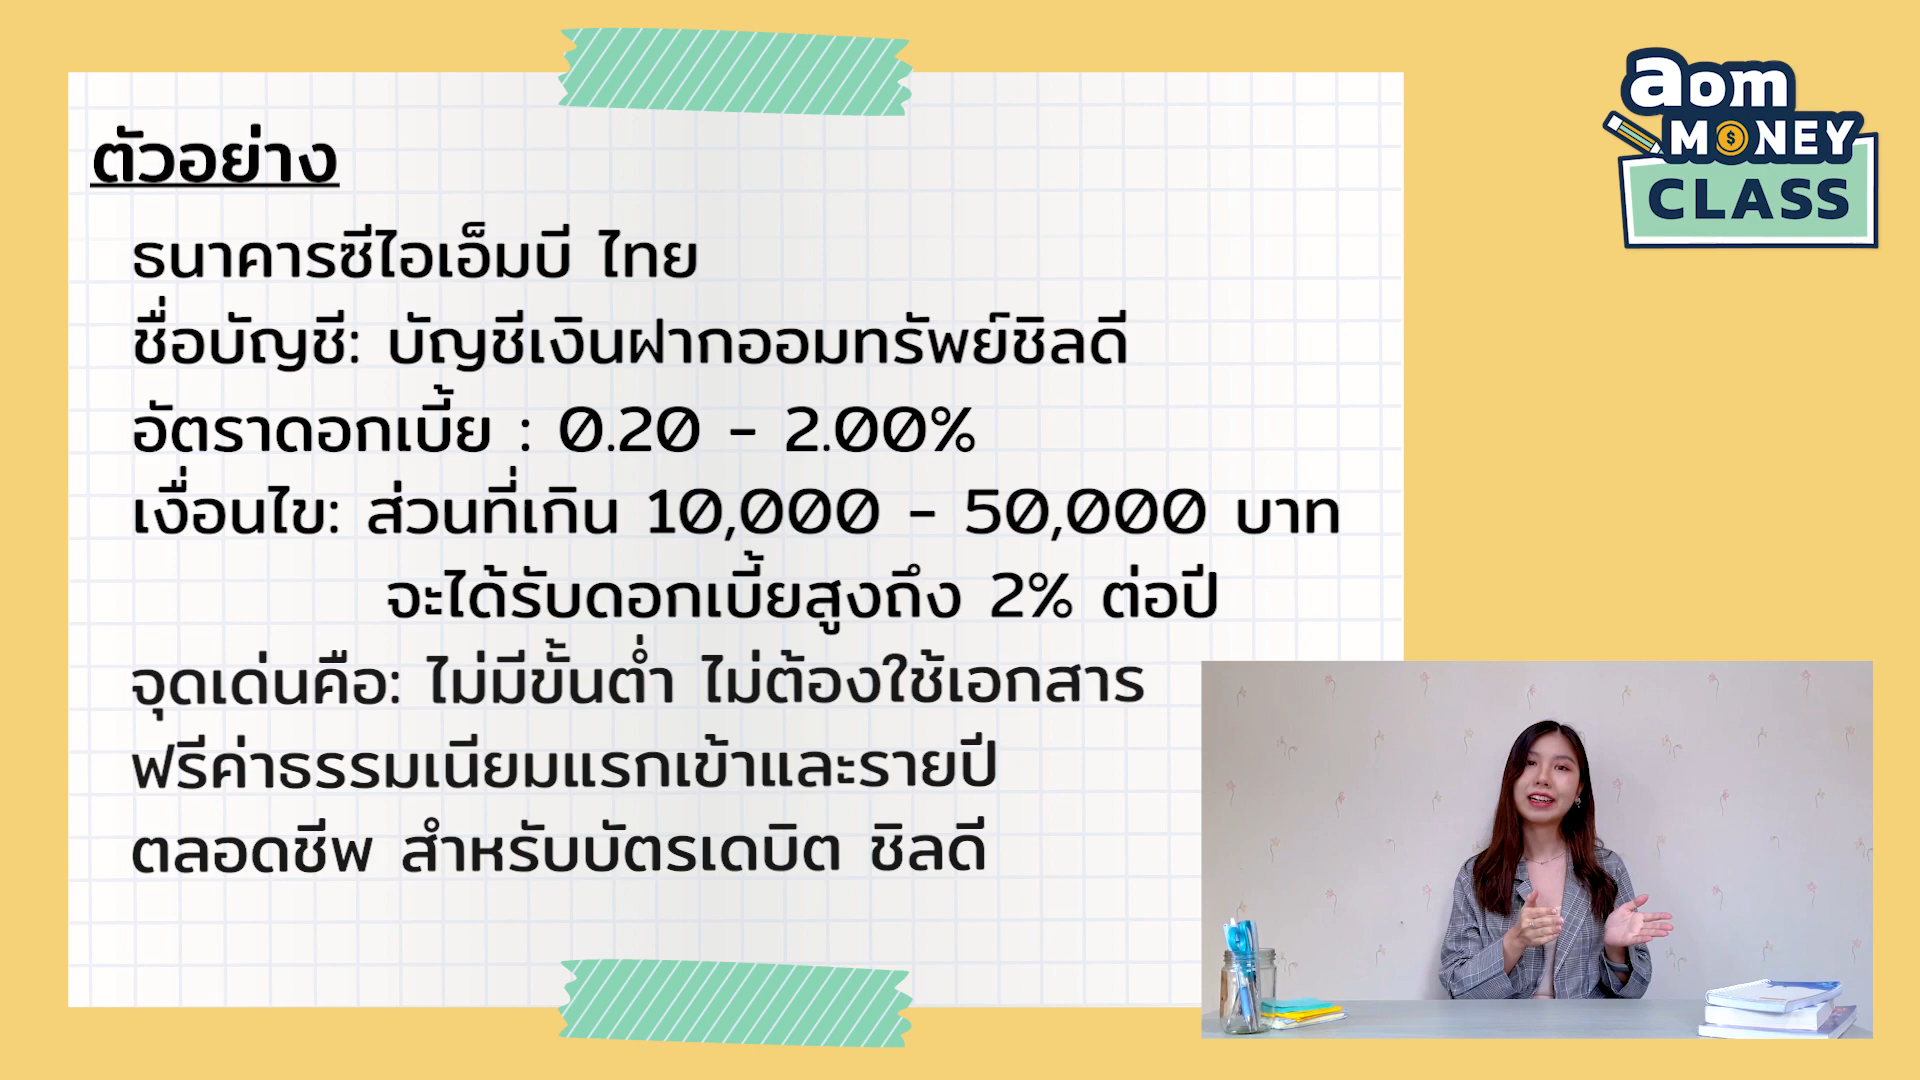 ตัวอย่าง
ธนาคารซีไอเอ็มบี ไทย
ชื่อบัญชี: บัญชีเงินฝากออมทรัพย์ชิลดี
อัตราดอกเบี้ย : 0.20 - 2.00%
เงื่อนไข: ส่วนที่เกิน 10,000 - 50,000 บาท
จะได้รับดอกเบี้ยสูงถึง 2% ต่อปี
จุดเด่นคือ: ไม่มีขั้นต่ำ ไม่ต้องใช้เอกสาร
ฟรีค่าธรรมเนียมแรกเข้าและรายปี
ตลอดชีพ สำหรับบัตรเดบิต ชิลดี
aom
MONEY
CLASS